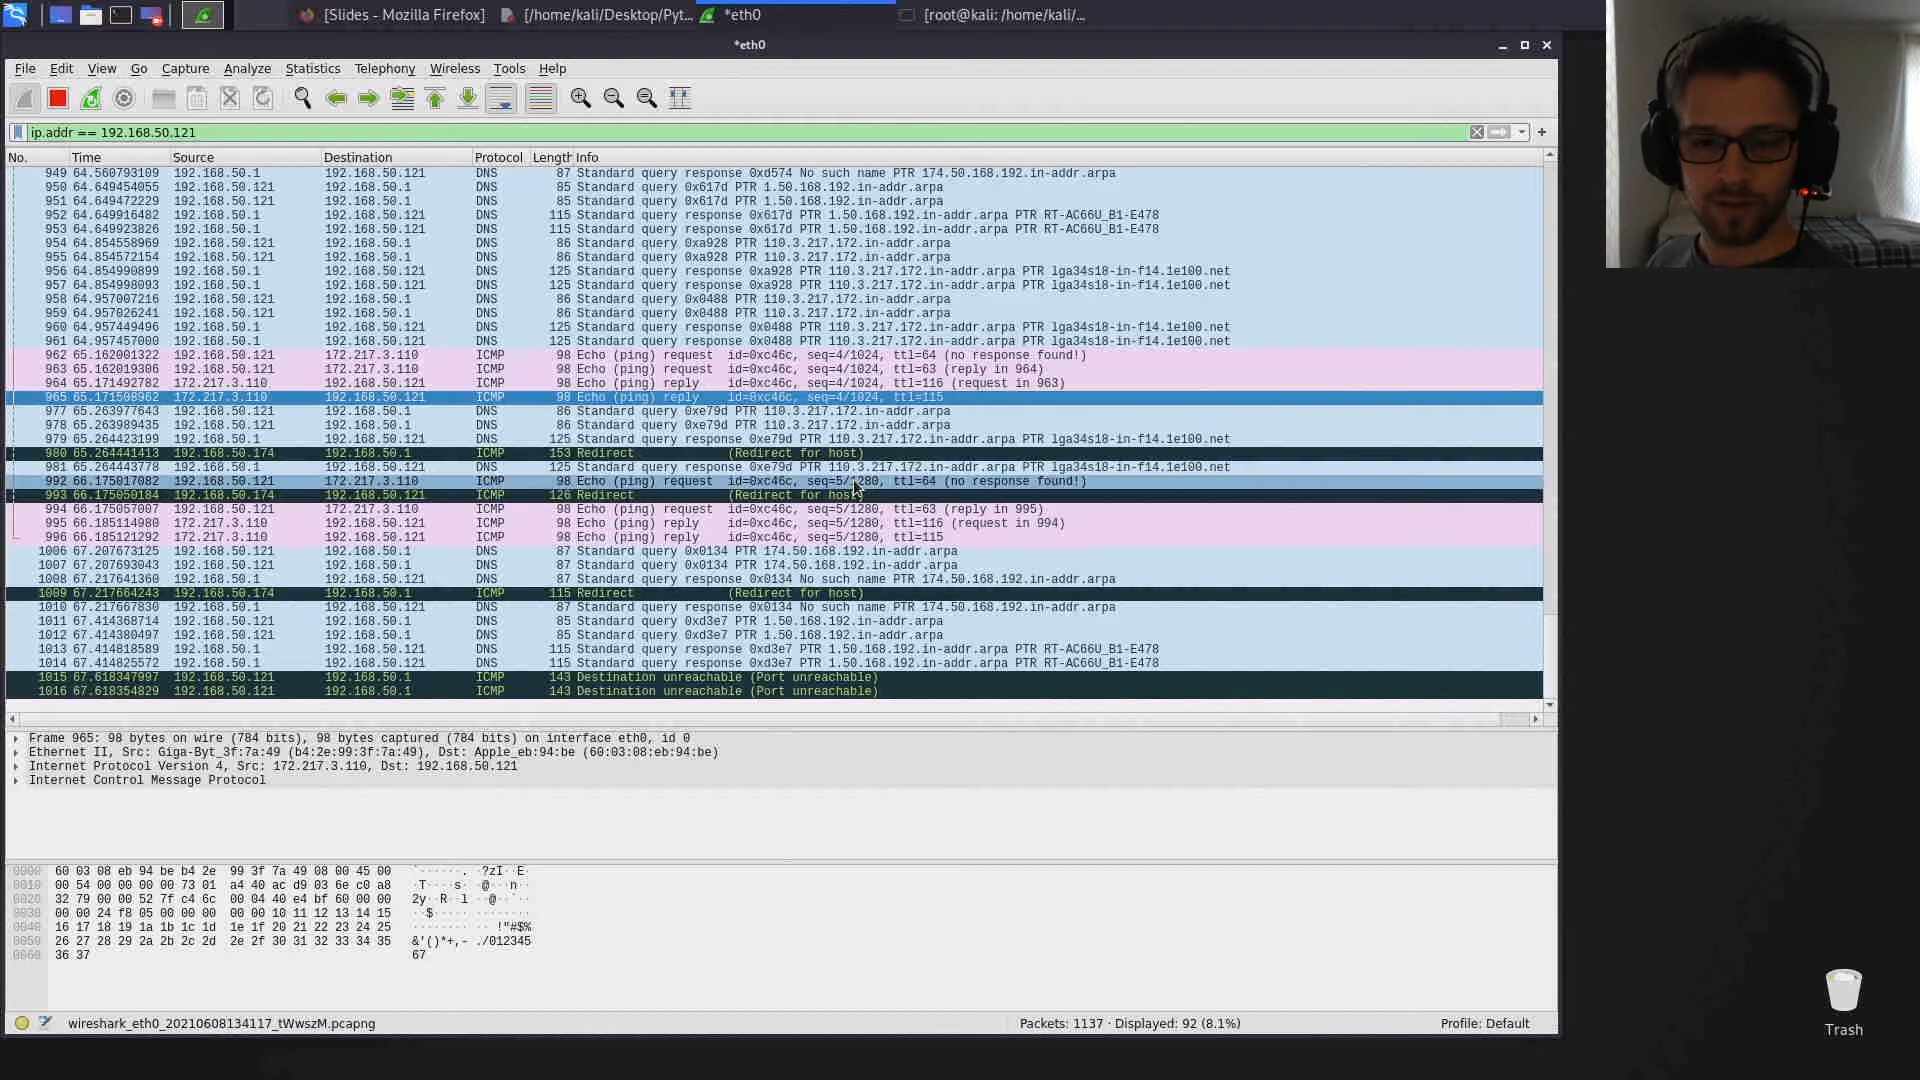 [Slides - Mozilla Firefox] [/home/kali/Desktop/Pyt... *eth0 [root@kali: /home/kali/...
*eth0
File Edit View Go Capture Analyze Statistics Telephony Wireless Tools Help
ip.addr == 192.168.50.121
No. Time Source Destination Protocol Length Info
949 64.560793109 192.168.50.1 192.168.50.121 DNS 87 Standard query response 0xd574 No such name PTR 174.50.168.192.in-addr.arpa
950 64.649454055 192.168.50.121 192.168.50.1 DNS 85 Standard query 0x617d PTR 1.50.168.192.in-addr.arpa
951 64.649472229 192.168.50.121 192.168.50.1 DNS 85 Standard query 0x617d PTR 1.50.168.192.in-addr.arpa
952 64.649916482 192.168.50.1 192.168.50.121 DNS 115 Standard query response 0x617d PTR 1.50.168.192.in-addr.arpa PTR RT-AC66U_B1-E478
953 64.649923826 192.168.50.1 192.168.50.121 DNS 115 Standard query response 0x617d PTR 1.50.168.192.in-addr.arpa PTR RT-AC66U_B1-E478
954 64.854558969 192.168.50.121 192.168.50.1 DNS 86 Standard query 0xa928 PTR 110.3.217.172.in-addr.arpa
955 64.854572154 192.168.50.121 192.168.50.1 DNS 86 Standard query 0xa928 PTR 110.3.217.172.in-addr.arpa
956 64.854990899 192.168.50.1 192.168.50.121 DNS 125 Standard query response 0xa928 PTR 110.3.217.172.in-addr.arpa PTR lga34s18-in-f14.1e100.net
957 64.854998093 192.168.50.1 192.168.50.121 DNS 125 Standard query response 0xa928 PTR 110.3.217.172.in-addr.arpa PTR lga34s18-in-f14.1e100.net
958 64.957007216 192.168.50.121 192.168.50.1 DNS 86 Standard query 0x0488 PTR 110.3.217.172.in-addr.arpa
959 64.957026241 192.168.50.121 192.168.50.1 DNS 86 Standard query 0x0488 PTR 110.3.217.172.in-addr.arpa
960 64.957449496 192.168.50.1 192.168.50.121 DNS 125 Standard query response 0x0488 PTR 110.3.217.172.in-addr.arpa PTR lga34s18-in-f14.1e100.net
961 64.957457000 192.168.50.1 192.168.50.121 DNS 125 Standard query response 0x0488 PTR 110.3.217.172.in-addr.arpa PTR lga34s18-in-f14.1e100.net
962 65.162001322 192.168.50.121 172.217.3.110 ICMP 98 Echo (ping) request id=0xc46c, seq=4/1024, ttl=64 (no response found!)
963 65.162019306 192.168.50.121 172.217.3.110 ICMP 98 Echo (ping) request id=0xc46c, seq=4/1024, ttl=63 (reply in 964)
964 65.171492782 172.217.3.110 192.168.50.121 ICMP 98 Echo (ping) reply id=0xc46c, seq=4/1024, ttl=116 (request in 963)
965 65.171508962 172.217.3.110 192.168.50.121 ICMP 98 Echo (ping) reply id=0xc46c, seq=4/1024, ttl=115
977 65.263977643 192.168.50.121 192.168.50.1 DNS 86 Standard query 0xe79d PTR 110.3.217.172.in-addr.arpa
978 65.263989435 192.168.50.121 192.168.50.1 DNS 86 Standard query 0xe79d PTR 110.3.217.172.in-addr.arpa
979 65.264423199 192.168.50.1 192.168.50.121 DNS 125 Standard query response 0xe79d PTR 110.3.217.172.in-addr.arpa PTR lga34s18-in-f14.1e100.net
980 65.264441413 192.168.50.174 192.168.50.1 ICMP 153 Redirect (Redirect for host)
981 65.264443778 192.168.50.1 192.168.50.121 DNS 125 Standard query response 0xe79d PTR 110.3.217.172.in-addr.arpa PTR lga34s18-in-f14.1e100.net
992 66.175017082 192.168.50.121 172.217.3.110 ICMP 98 Echo (ping) request id=0xc46c, seq=5/1280, ttl=64 (no response found!)
993 66.175050184 192.168.50.174 192.168.50.121 ICMP 126 Redirect (Redirect for host)
994 66.175057007 192.168.50.121 172.217.3.110 ICMP 98 Echo (ping) request id=0xc46c, seq=5/1280, ttl=63 (reply in 995)
995 66.185114980 172.217.3.110 192.168.50.121 ICMP 98 Echo (ping) reply id=0xc46c, seq=5/1280, ttl=116 (request in 994)
996 66.185121292 172.217.3.110 192.168.50.121 ICMP 98 Echo (ping) reply id=0xc46c, seq=5/1280, ttl=115
1006 67.207673125 192.168.50.121 192.168.50.1 DNS 87 Standard query 0x0134 PTR 174.50.168.192.in-addr.arpa
1007 67.207693043 192.168.50.121 192.168.50.1 DNS 87 Standard query 0x0134 PTR 174.50.168.192.in-addr.arpa
1008 67.217641360 192.168.50.1 192.168.50.121 DNS 87 Standard query response 0x0134 No such name PTR 174.50.168.192.in-addr.arpa
1009 67.217664243 192.168.50.174 192.168.50.1 ICMP 115 Redirect (Redirect for host)
1010 67.217667830 192.168.50.1 192.168.50.121 DNS 87 Standard query response 0x0134 No such name PTR 174.50.168.192.in-addr.arpa
1011 67.414368714 192.168.50.121 192.168.50.1 DNS 85 Standard query 0xd3e7 PTR 1.50.168.192.in-addr.arpa
1012 67.414380497 192.168.50.121 192.168.50.1 DNS 85 Standard query 0xd3e7 PTR 1.50.168.192.in-addr.arpa
1013 67.414818589 192.168.50.1 192.168.50.121 DNS 115 Standard query response 0xd3e7 PTR 1.50.168.192.in-addr.arpa PTR RT-AC66U_B1-E478
1014 67.414825572 192.168.50.1 192.168.50.121 DNS 115 Standard query response 0xd3e7 PTR 1.50.168.192.in-addr.arpa PTR RT-AC66U_B1-E478
1015 67.618347997 192.168.50.121 192.168.50.1 ICMP 143 Destination unreachable (Port unreachable)
1016 67.618354829 192.168.50.121 192.168.50.1 ICMP 143 Destination unreachable (Port unreachable)
Frame 965: 98 bytes on wire (784 bits), 98 bytes captured (784 bits) on interface eth0, id 0
Ethernet II, Src: Giga-Byt_3f:7a:49 (b4:2e:99:3f:7a:49), Dst: Apple_eb:94:be (60:03:08:eb:94:be)
Internet Protocol Version 4, Src: 172.217.3.110, Dst: 192.168.50.121
Internet Control Message Protocol
0000 60 03 08 eb 94 be b4 2e 99 3f 7a 49 08 00 45 00 `······. ·?zI··E·
0010 00 54 00 00 00 00 73 01 a4 40 ac d9 03 6e c0 a8 ·T····s· ·@···n··
0020 32 79 00 00 52 7f c4 6c 00 04 40 e4 bf 60 00 00 2y··R··l ··@··`··
0030 00 00 24 f8 05 00 00 00 00 00 10 11 12 13 14 15 ··$····· ········
0040 16 17 18 19 1a 1b 1c 1d 1e 1f 20 21 22 23 24 25 ········ ·· !"#$%
0050 26 27 28 29 2a 2b 2c 2d 2e 2f 30 31 32 33 34 35 &'()*+,- ./012345
0060 36 37 67
wireshark_eth0_20210608134117_tWwszM.pcapng Packets: 1137 · Displayed: 92 (8.1%) Profile: Default
Trash